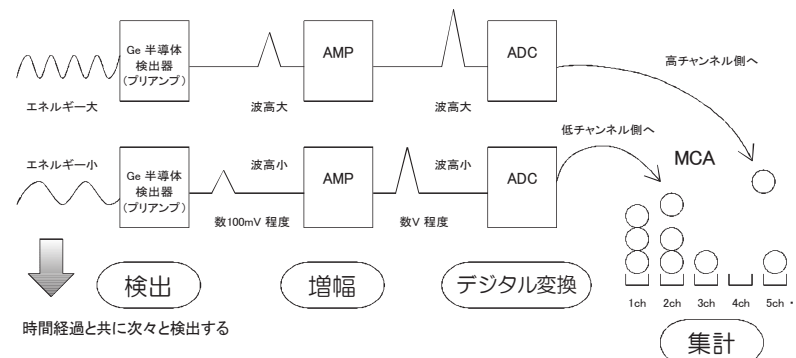 Ge 半導体
検出器
(プリアンプ)
AMP
ADC
高チャンネル側へ
エネルギー大
波高大
波高大
低チャンネル側へ
エネルギー小
Ge 半導体
検出器
(プリアンプ)
波高小
AMP
波高小
ADC
MCA
数100mV 程度
数V 程度
検出
増幅
デジタル変換
1ch
2ch
3ch
4ch
5ch ・
時間経過と共に次々と検出する
集計